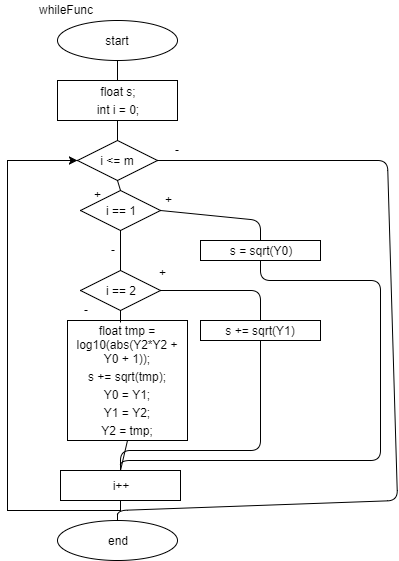 whileFunc
start
float s;
int i = 0;
i <= m
-
+
i == 1
+
-
s = sqrt(Y0)
i == 2
+
-
float tmp =
log10(abs(Y2*Y2 +
Y0 + 1));
s += sqrt(tmp);
Y0 = Y1;
Y1 = Y2;
Y2 = tmp;
s += sqrt(Y1)
i++
end